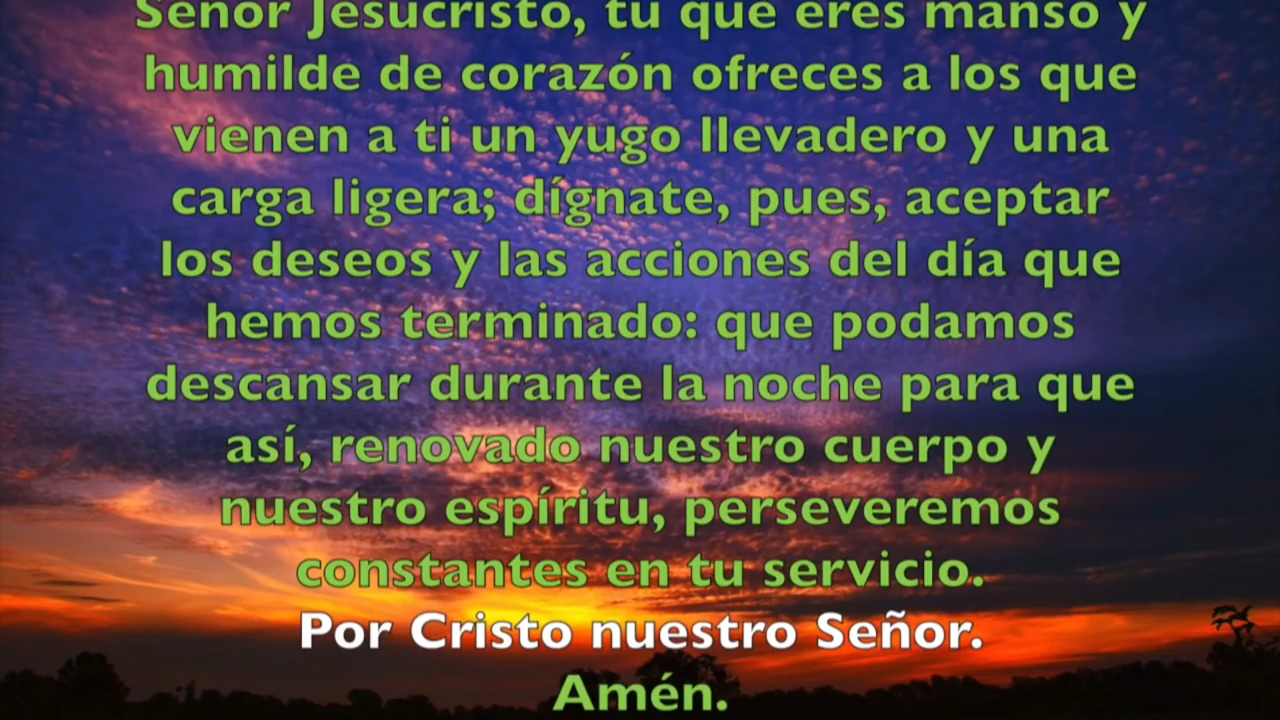 Señor Jesucristo, tú que eres manso y
humilde de corazón ofreces a los que
vienen a ti un yugo llevadero y una
carga ligera; dígnate, pues, aceptar
los deseos y las acciones del día que
hemos terminado: que podamos
descansar durante la noche para que
así, renovado nuestro cuerpo y
nuestro espíritu, perseveremos
constantes en tu servicio.
Por Cristo nuestro Señor.
Amén.